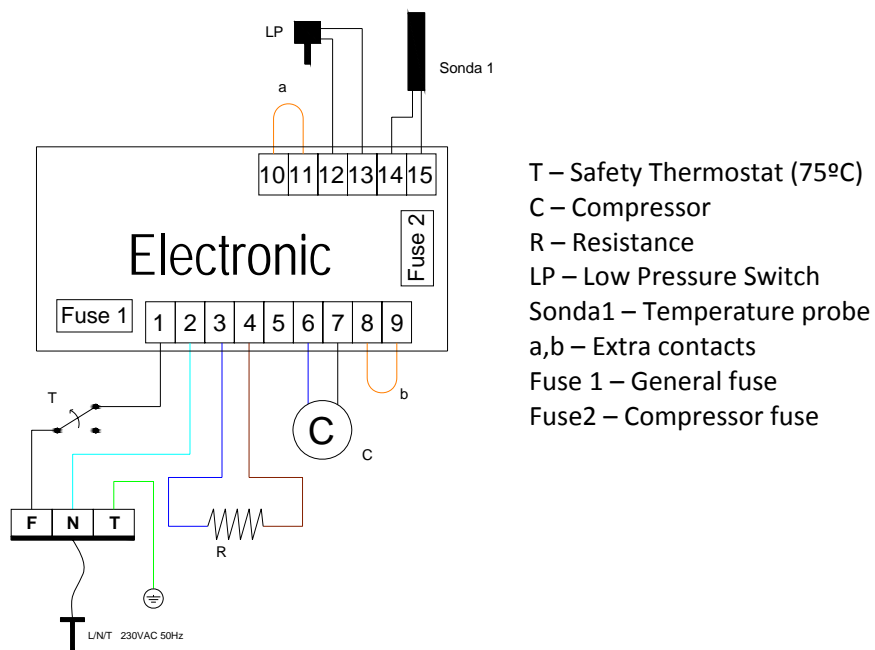 LP
Sonda 1
a
10 11 12 13 14 15
Electronic
Fuse 2
Fuse 1
1 2 3 4 5 6 7 8 9
T
b
C
C
F N T
R
L/N/T 230VAC 50Hz
T – Safety Thermostat (75ºC)
C – Compressor
R – Resistance
LP – Low Pressure Switch
Sonda1 – Temperature probe
a,b – Extra contacts
Fuse 1 – General fuse
Fuse2 – Compressor fuse